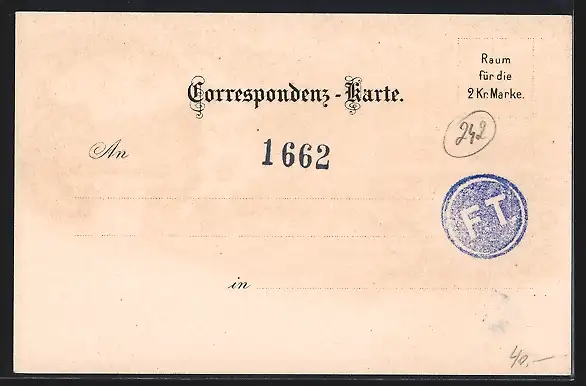 Raum
für die
2 Kr. Marke.
Correspondenz-Karte.
242
An
1662
F T.
in
40,—